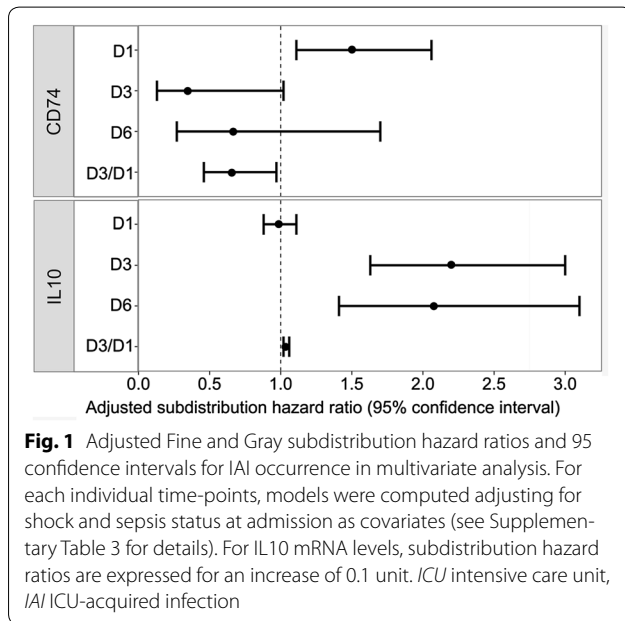 CD74
D1
D3
D6
D3/D1
IL10
D1
D3
D6
D3/D1
0.0 0.5 1.0 1.5 2.0 2.5 3.0
Adjusted subdistribution hazard ratio (95% confidence interval)
Fig. 1 Adjusted Fine and Gray subdistribution hazard ratios and 95
confidence intervals for IAI occurrence in multivariate analysis. For
each individual time-points, models were computed adjusting for
shock and sepsis status at admission as covariates (see Supplemen-
tary Table 3 for details). For IL10 mRNA levels, subdistribution hazard
ratios are expressed for an increase of 0.1 unit. ICU intensive care unit,
IAI ICU-acquired infection